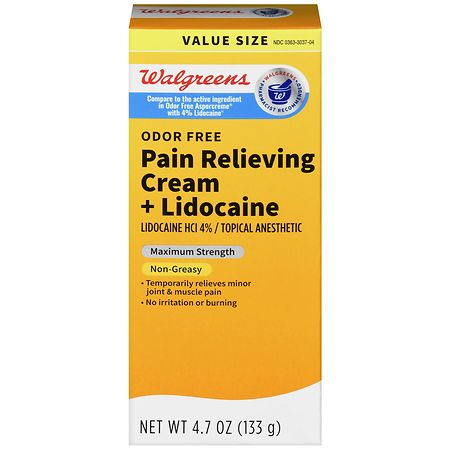 VALUE SIZE
NDC 0363-3037-04
Walgreens
Compare to the active ingredient
in Odor Free Aspercreme®
with 4% Lidocaine†
WALGREENS
PHARMACIST RECOMMENDED
W
ODOR FREE
Pain Relieving
Cream
+ Lidocaine
LIDOCAINE HCl 4% / TOPICAL ANESTHETIC
Maximum Strength
Non-Greasy
• Temporarily relieves minor
joint & muscle pain
• No irritation or burning
NET WT 4.7 OZ (133 g)